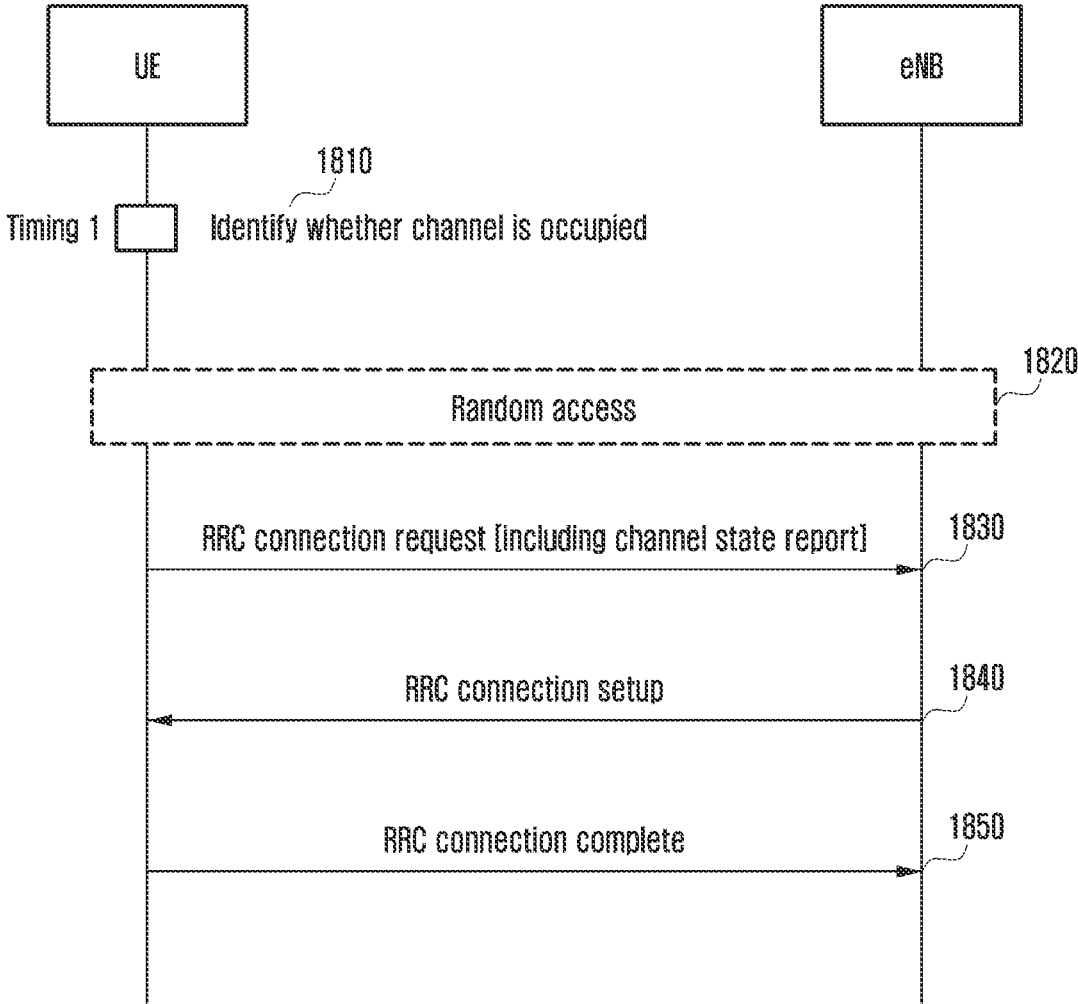 UE
eNB
1810
Timing 1
Identify whether channel is occupied
1820
Random access
RRC connection request [including channel state report]
1830
RRC connection setup
1840
RRC connection complete
1850